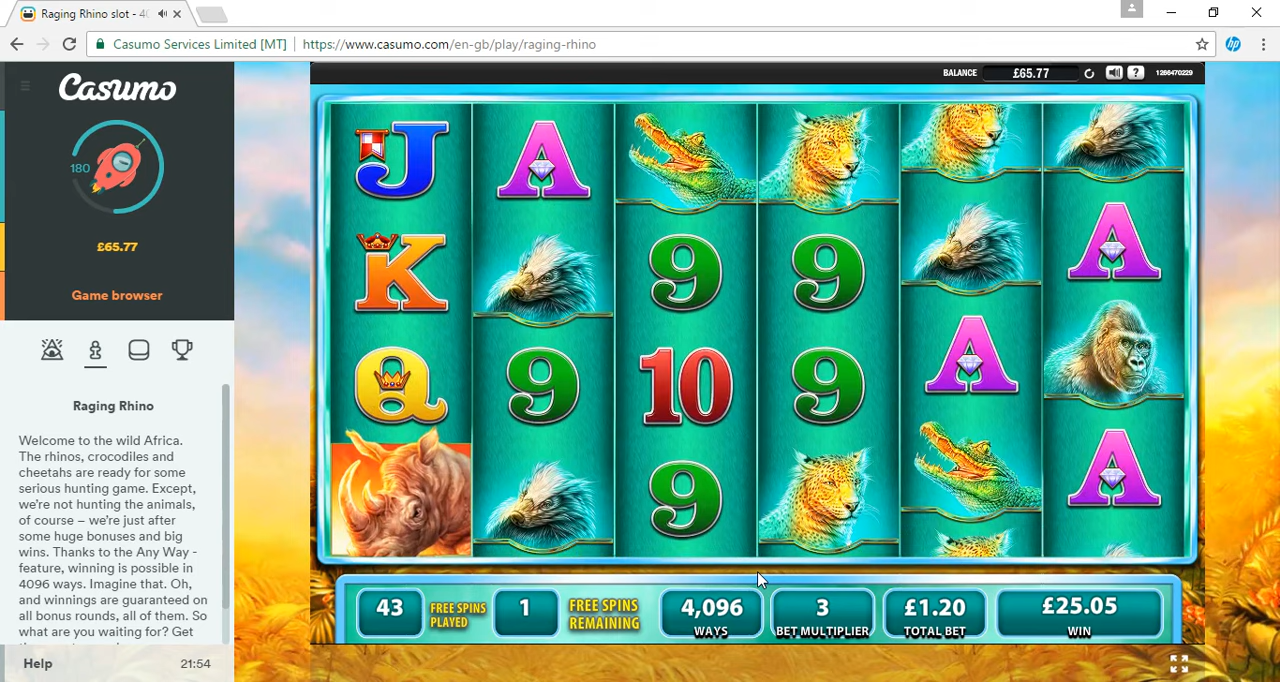 Raging Rhino slot - 40
Casumo Services Limited [MT]
https://www.casumo.com/en-gb/play/raging-rhino
hp
Casumo
180
£65.77
Game browser
Raging Rhino
Welcome to the wild Africa.
The rhinos, crocodiles and
cheetahs are ready for some
serious hunting game. Except,
we're not hunting the animals,
of course – we're just after
some huge bonuses and big
wins. Thanks to the Any Way -
feature, winning is possible in
4096 ways. Imagine that. Oh,
and winnings are guaranteed on
all bonus rounds, all of them. So
what are you waiting for? Get
Help 21:54
BALANCE £65.77 ? 1266470229
J A
K 9 9 A
Q 9 10 9 A
9 A
43 FREE SPINS PLAYED
1 FREE SPINS REMAINING
4,096 WAYS
3 BET MULTIPLIER
£1.20 TOTAL BET
£25.05 WIN